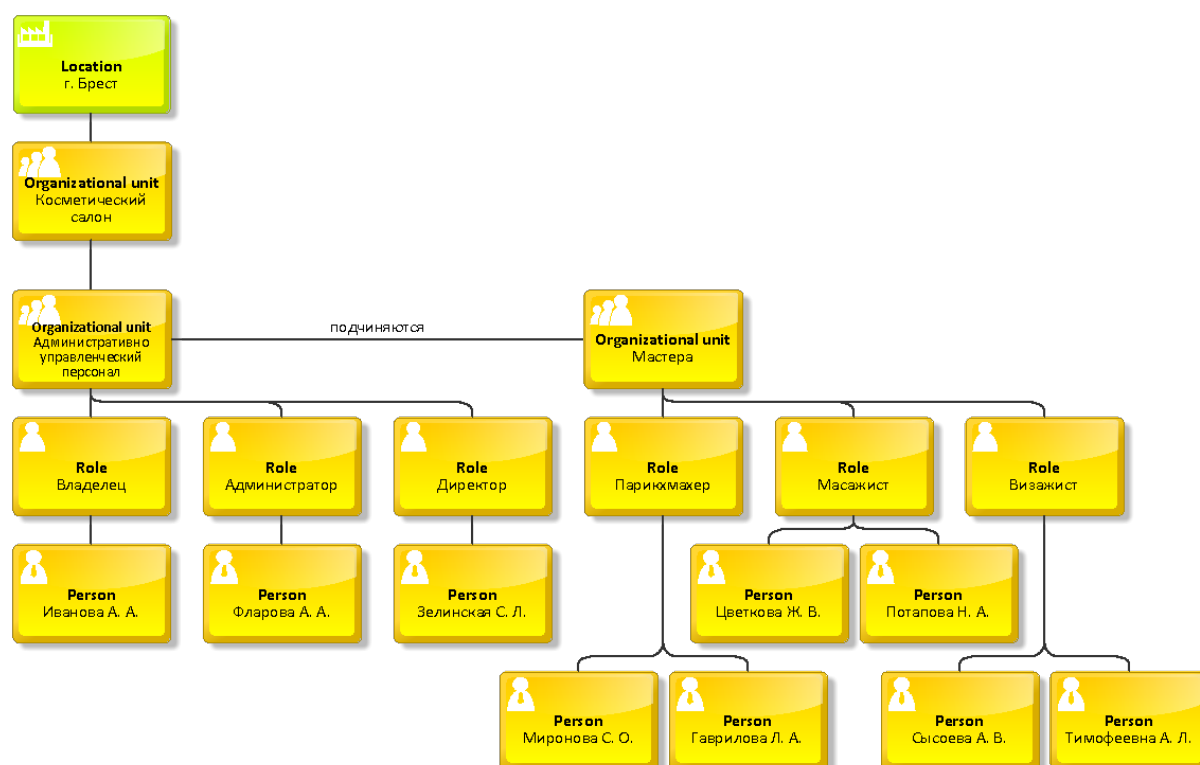 Location
г. Брест
Organizational unit
Косметический
салон
Organizational unit
Административно
управленческий
персонал
подчиняются
Organizational unit
Мастера
Role
Владелец
Role
Администратор
Role
Директор
Role
Парикхмахер
Role
Масажист
Role
Визажист
Person
Иванова А. А.
Person
Фларова А. А.
Person
Зелинская С. Л.
Person
Цветкова Ж. В.
Person
Потапова Н. А.
Person
Миронова С. О.
Person
Гаврилова Л. А.
Person
Сысоева А. В.
Person
Тимофеевна А. Л.